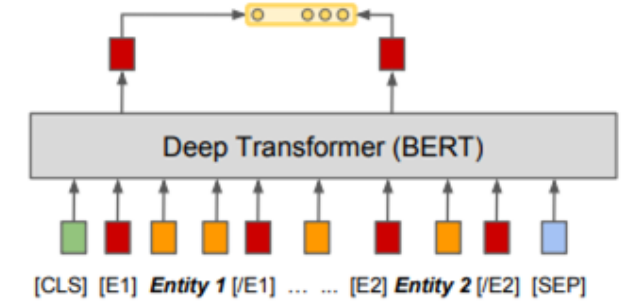 Deep Transformer (BERT)
[CLS] [E1] Entity 1 [/E1] ... ... [E2] Entity 2 [/E2] [SEP]